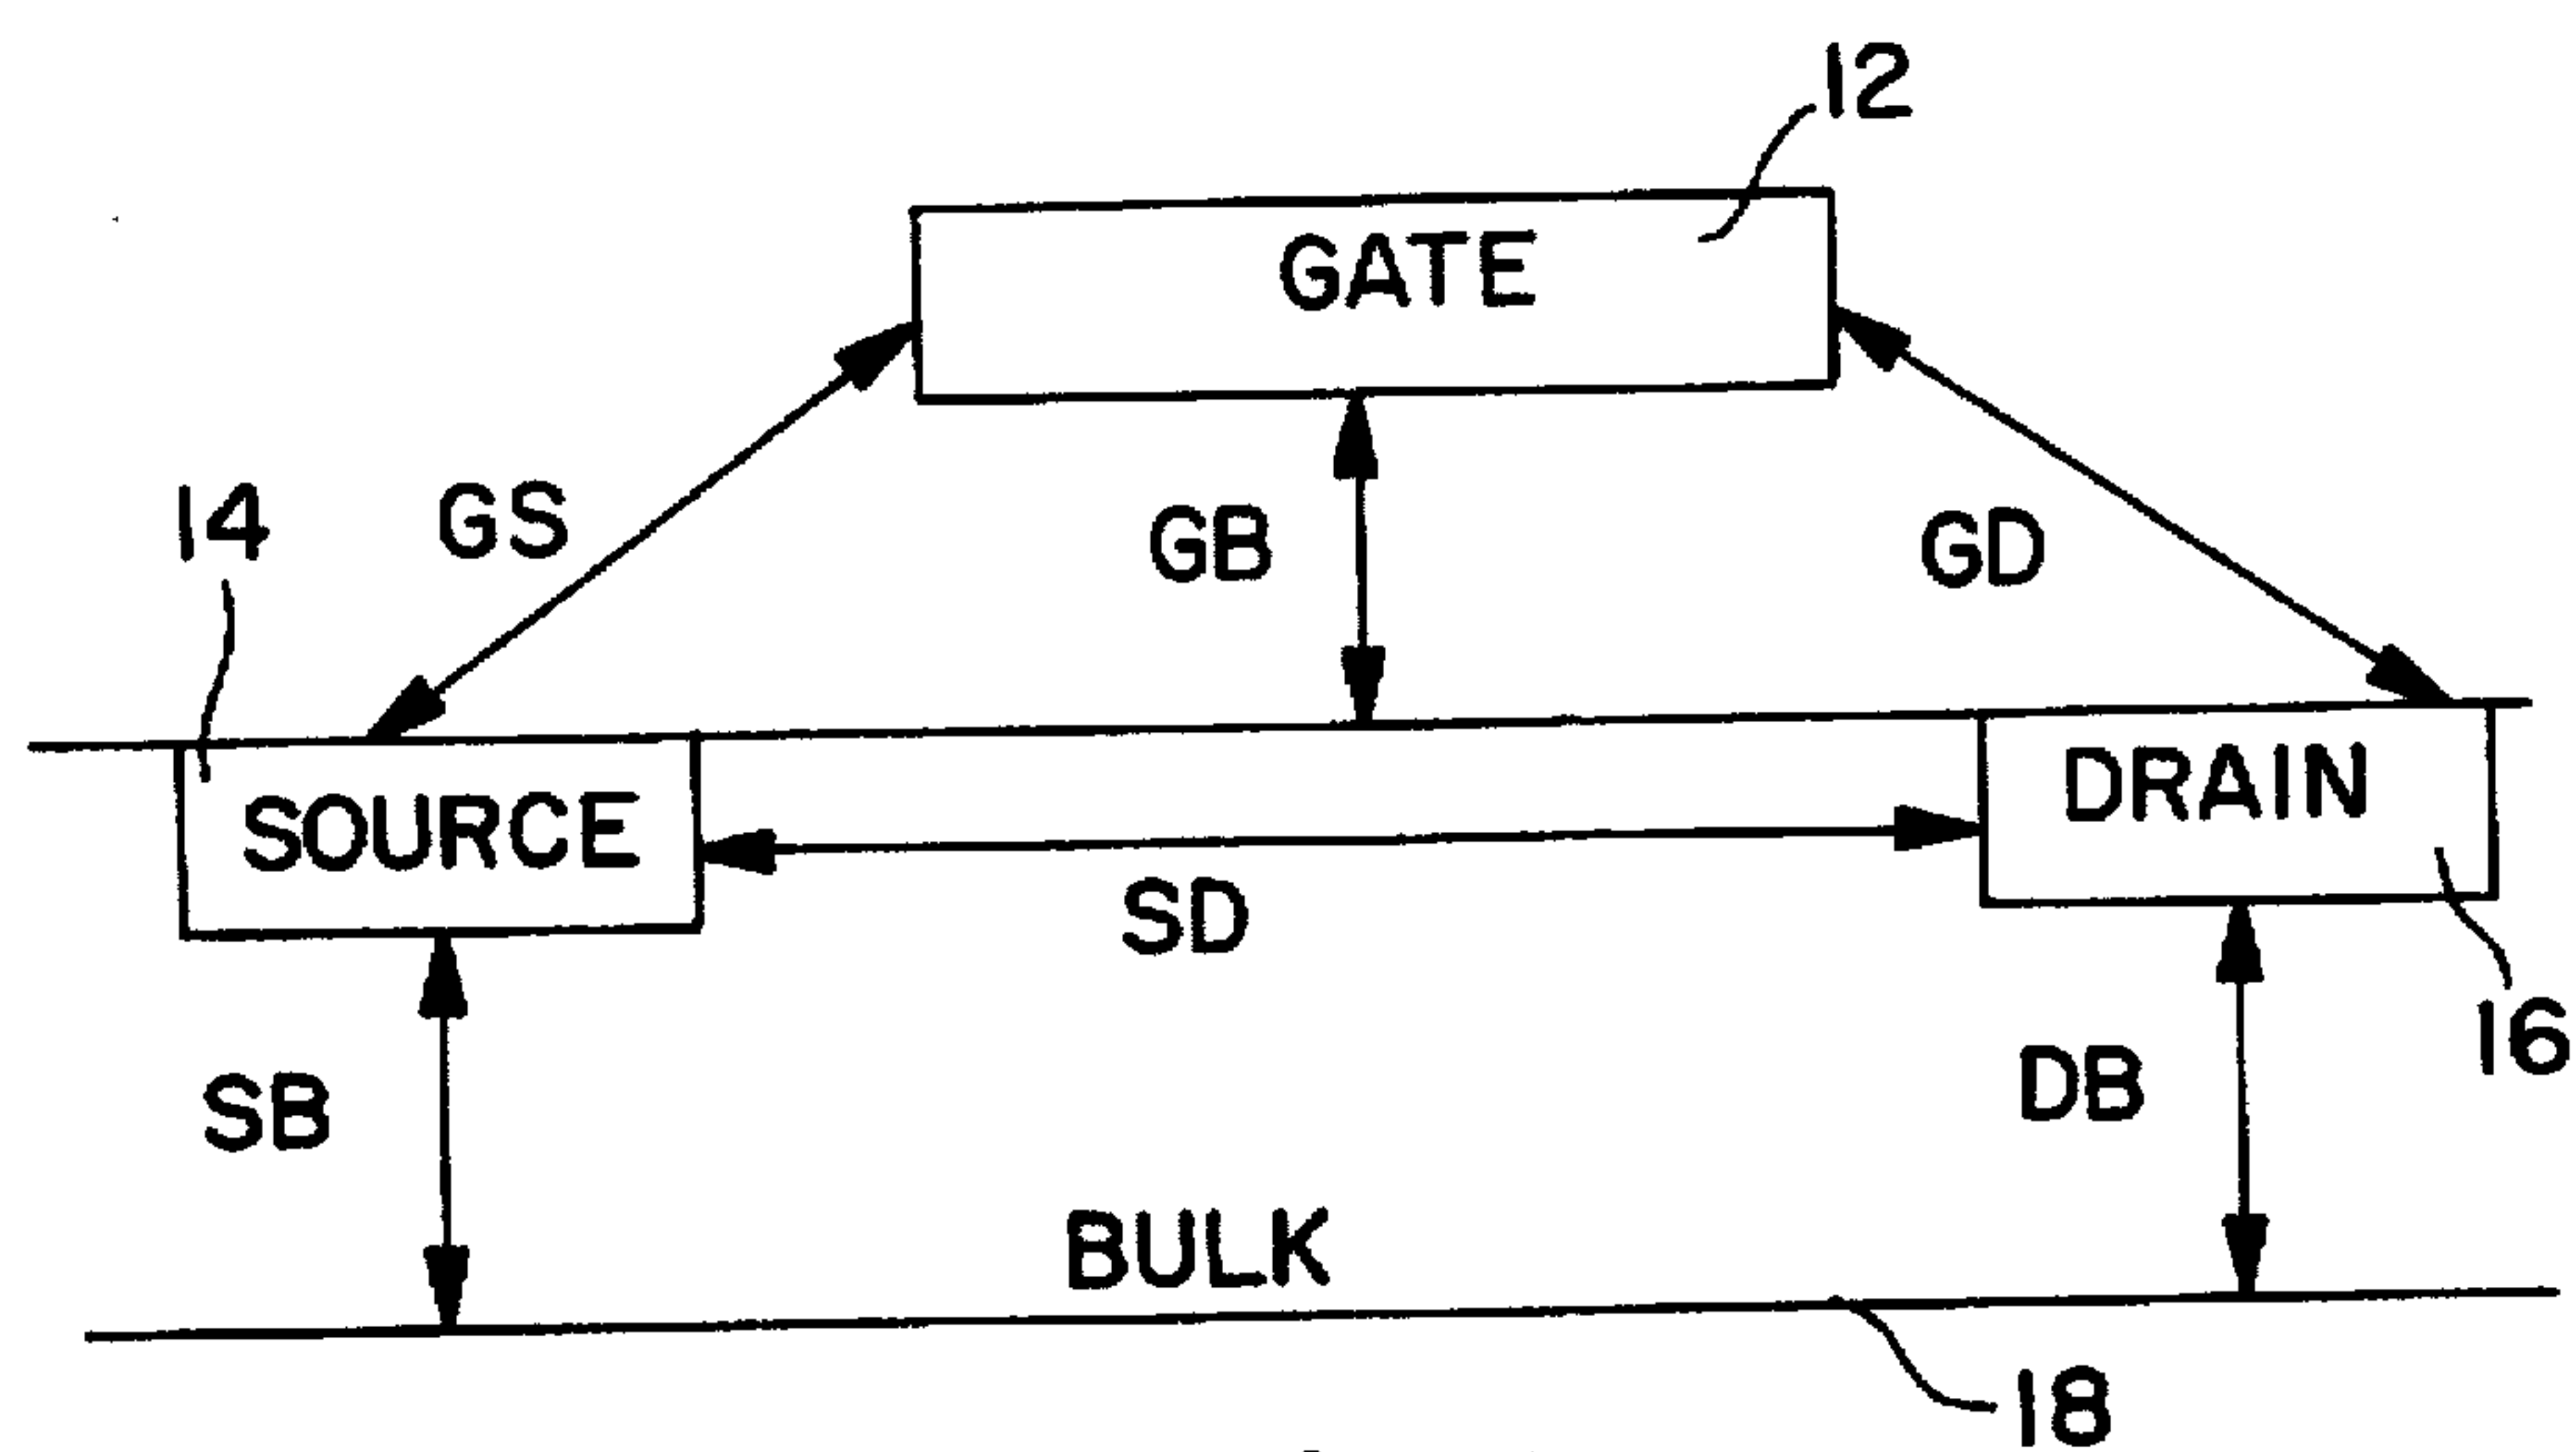 12
GATE
14
GS
GB
GD
SOURCE
DRAIN
SD
16
SB
DB
BULK
18